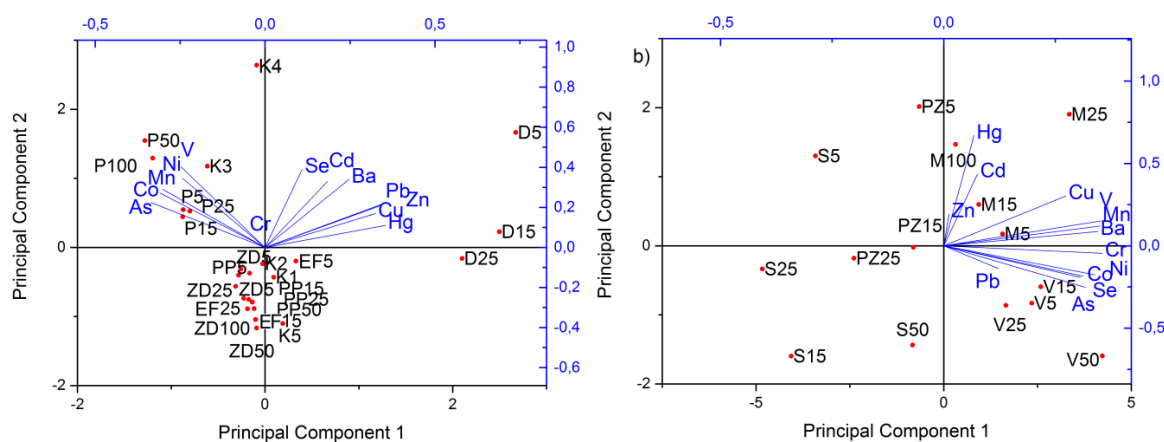 -0,5 0,0 0,5
1,0
0,8
0,6
0,4
0,2
0,0
-0,2
-0,4
-0,6
2
0
-2
-2 0 2
Principal Component 2
Principal Component 1
K4
D5
P50
P100
K3
V
Ni
Mn
Co
As
P5
P25
P15
Se
Cd
Ba
Pb
Zn
Cu
Hg
Cr
D15
D25
ZD5
K2
EF5
PP5
K1
ZD25
ZD5
PP15
PP25
EF25
PP50
EF15
ZD100
K5
ZD50
b)
-0,5 0,0
1,0
0,5
0,0
-0,5
2
0
-2
-5 0 5
Principal Component 2
Principal Component 1
PZ5
M25
Hg
M100
S5
Cd
Cu
V
Zn
M15
Mn
PZ15
M5
Ba
Cr
PZ25
S25
Pb
Ni
Co
V15
Se
As
V5
V25
S50
S15
V50